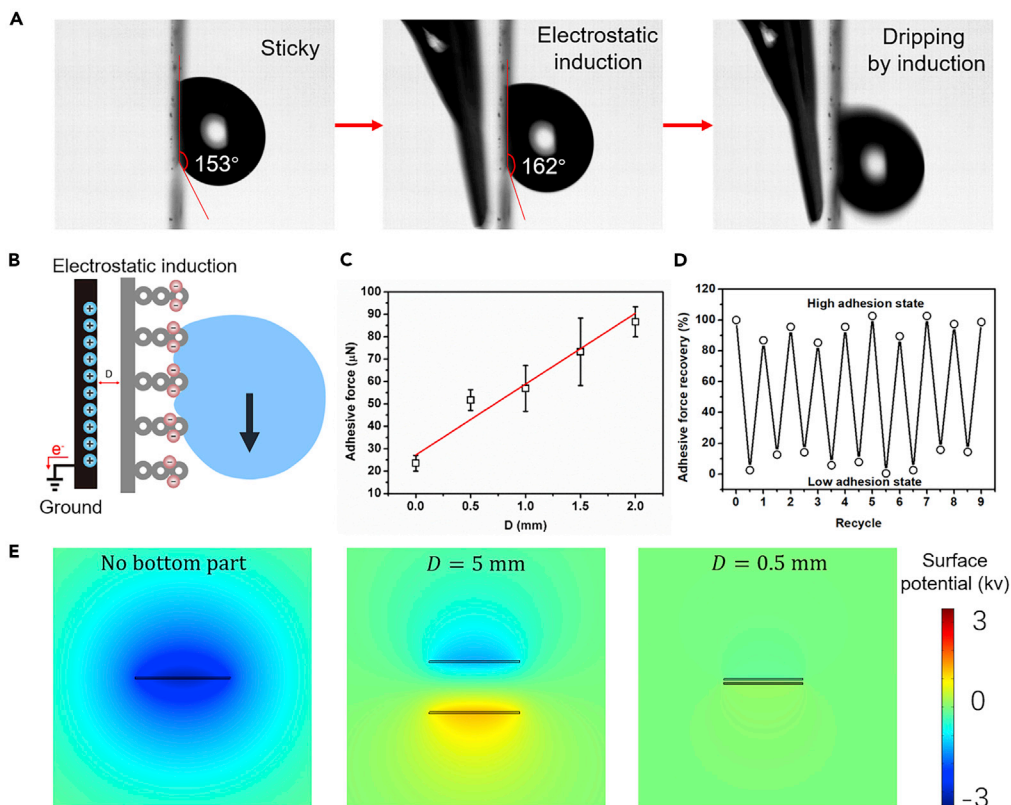 A
Sticky
153°
Electrostatic
induction
162°
Dripping
by induction
B
Electrostatic induction
D
e-
Ground
C
Adhesive force (μN)
100
90
80
70
60
50
40
30
20
10
0.0 0.5 1.0 1.5 2.0
D (mm)
D
Adhesive force recovery (%)
120
100
80
60
40
20
0
High adhesion state
Low adhesion state
0 1 2 3 4 5 6 7 8 9
Recycle
E
No bottom part
D = 5 mm
D = 0.5 mm
Surface
potential (kv)
3
0
-3